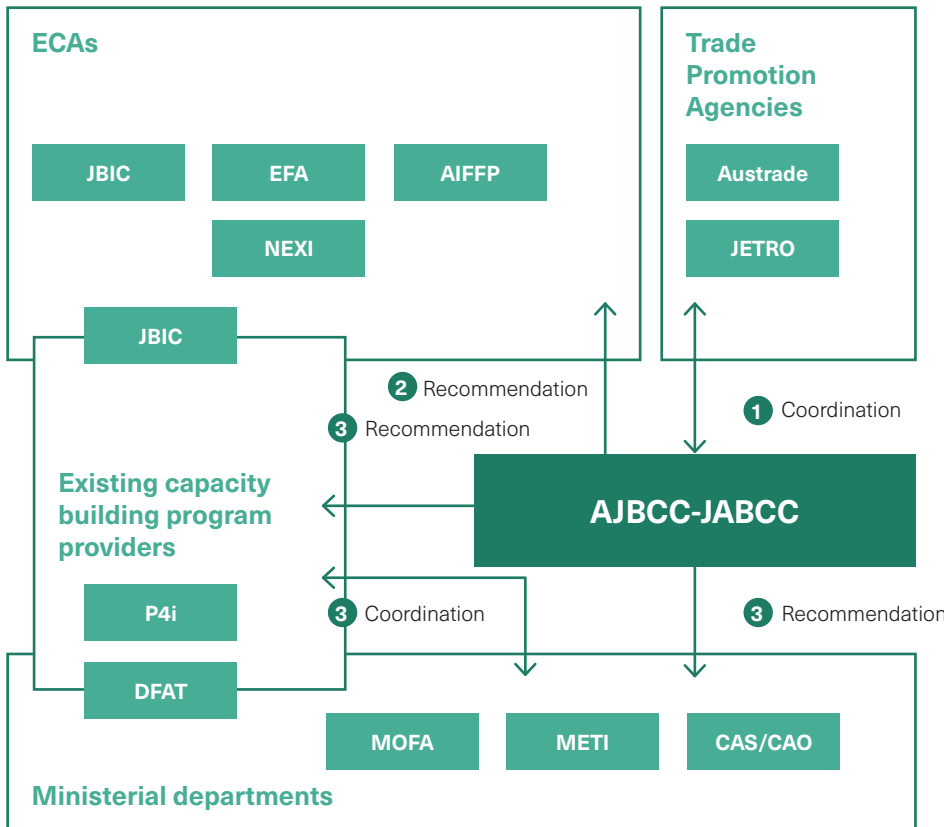 ECAs
Trade
Promotion
Agencies
JBIC
EFA
AIFFP
Austrade
NEXI
JETRO
JBIC
2 Recommendation
3 Recommendation
1 Coordination
Existing capacity
building program
providers
AJBCC-JABCC
P4i
3 Coordination
3 Recommendation
DFAT
MOFA
METI
CAS/CAO
Ministerial departments